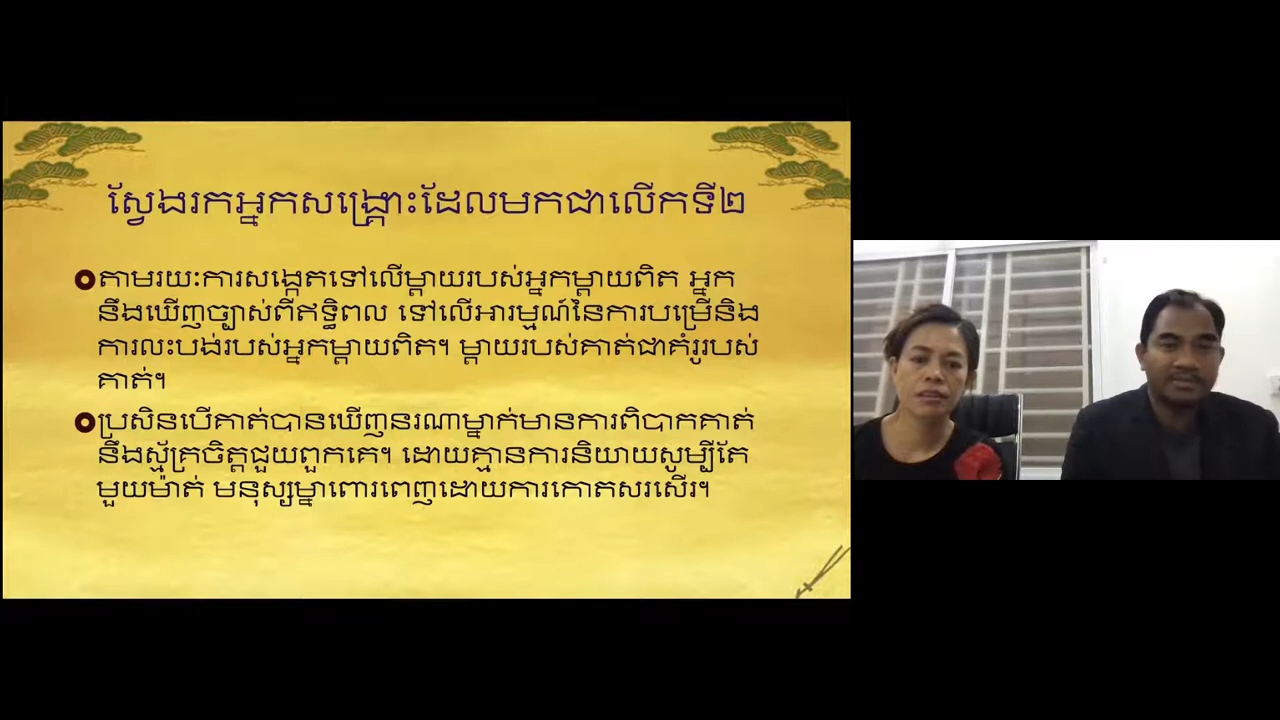 ស្វែងរកអ្នកសង្គ្រោះដែលមកជាលើកទី២
តាមរយៈការសង្កេតទៅលើម្តាយរបស់អ្នកម្តាយពិត អ្នក
នឹងឃើញច្បាស់ពីឥទ្ធិពល ទៅលើអារម្មណ៍នៃការបម្រើនិង
ការលះបង់របស់អ្នកម្តាយពិត។ ម្តាយរបស់គាត់ជាគំរូរបស់
គាត់។
ប្រសិនបើគាត់បានឃើញនរណាម្នាក់មានការពិបាកគាត់
នឹងស្ម័គ្រចិត្តជួយពួកគេ។ ដោយគ្មានការនិយាយសូម្បីតែ
មួយម៉ាត់ មនុស្សម្នាពោរពេញដោយការកោតសរសើរ។